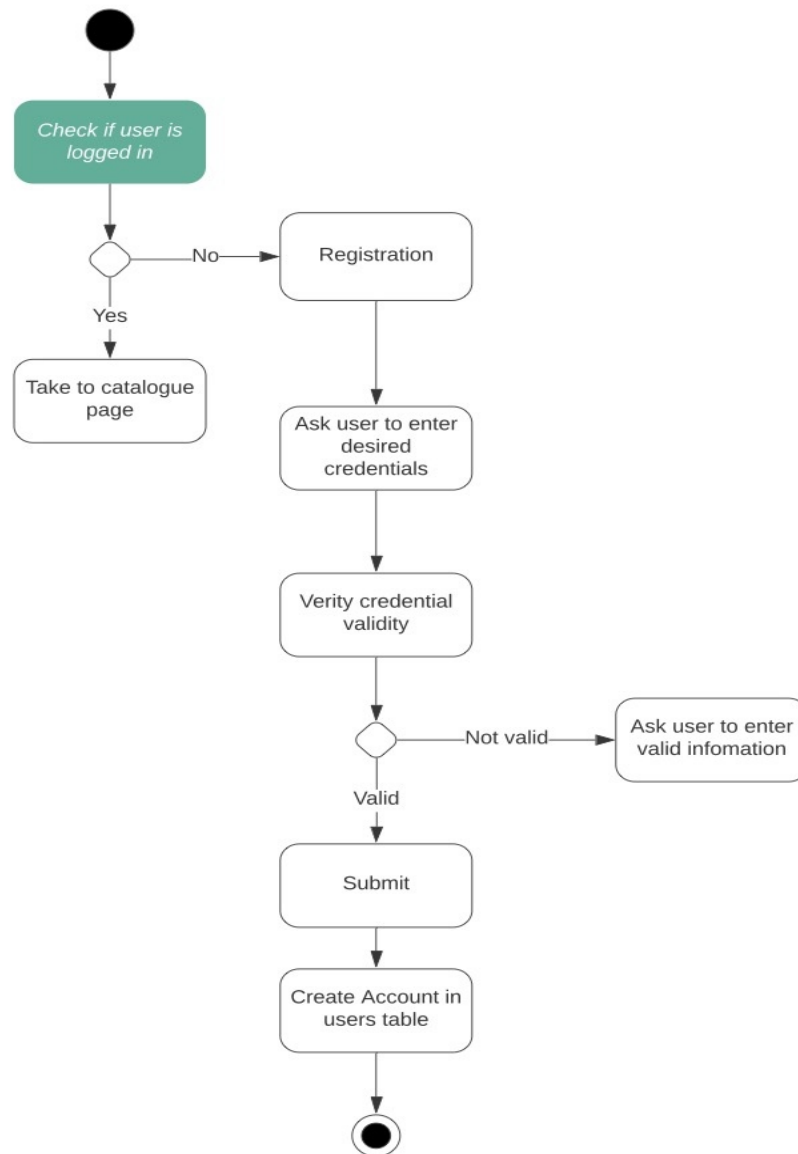 Check if user is
logged in
No
Registration
Yes
Take to catalogue
page
Ask user to enter
desired
credentials
Verity credential
validity
Not valid
Ask user to enter
valid infomation
Valid
Submit
Create Account in
users table